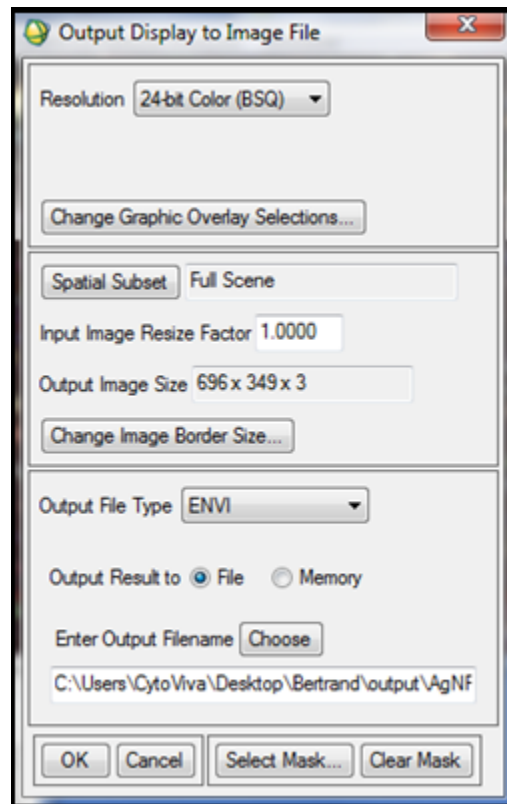 Output Display to Image File
Resolution 24-bit Color (BSQ)
Change Graphic Overlay Selections...
Spatial Subset Full Scene
Input Image Resize Factor 1.0000
Output Image Size 696 x 349 x 3
Change Image Border Size...
Output File Type ENVI
Output Result to File Memory
Enter Output Filename Choose
C:\Users\CytoViva\Desktop\Bertrand\output\AgNF
OK Cancel Select Mask... Clear Mask